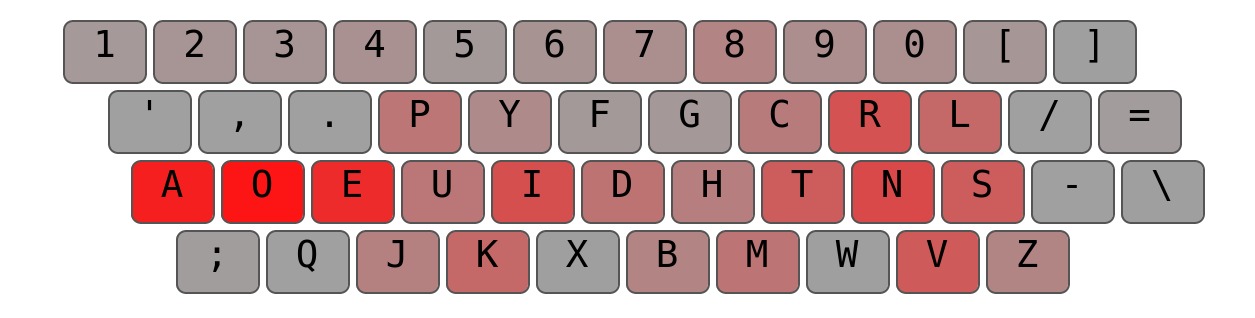 1 2 3 4 5 6 7 8 9 0 [ ]
' , . P Y F G C R L / =
A O E U I D H T N S - \
; Q J K X B M W V Z